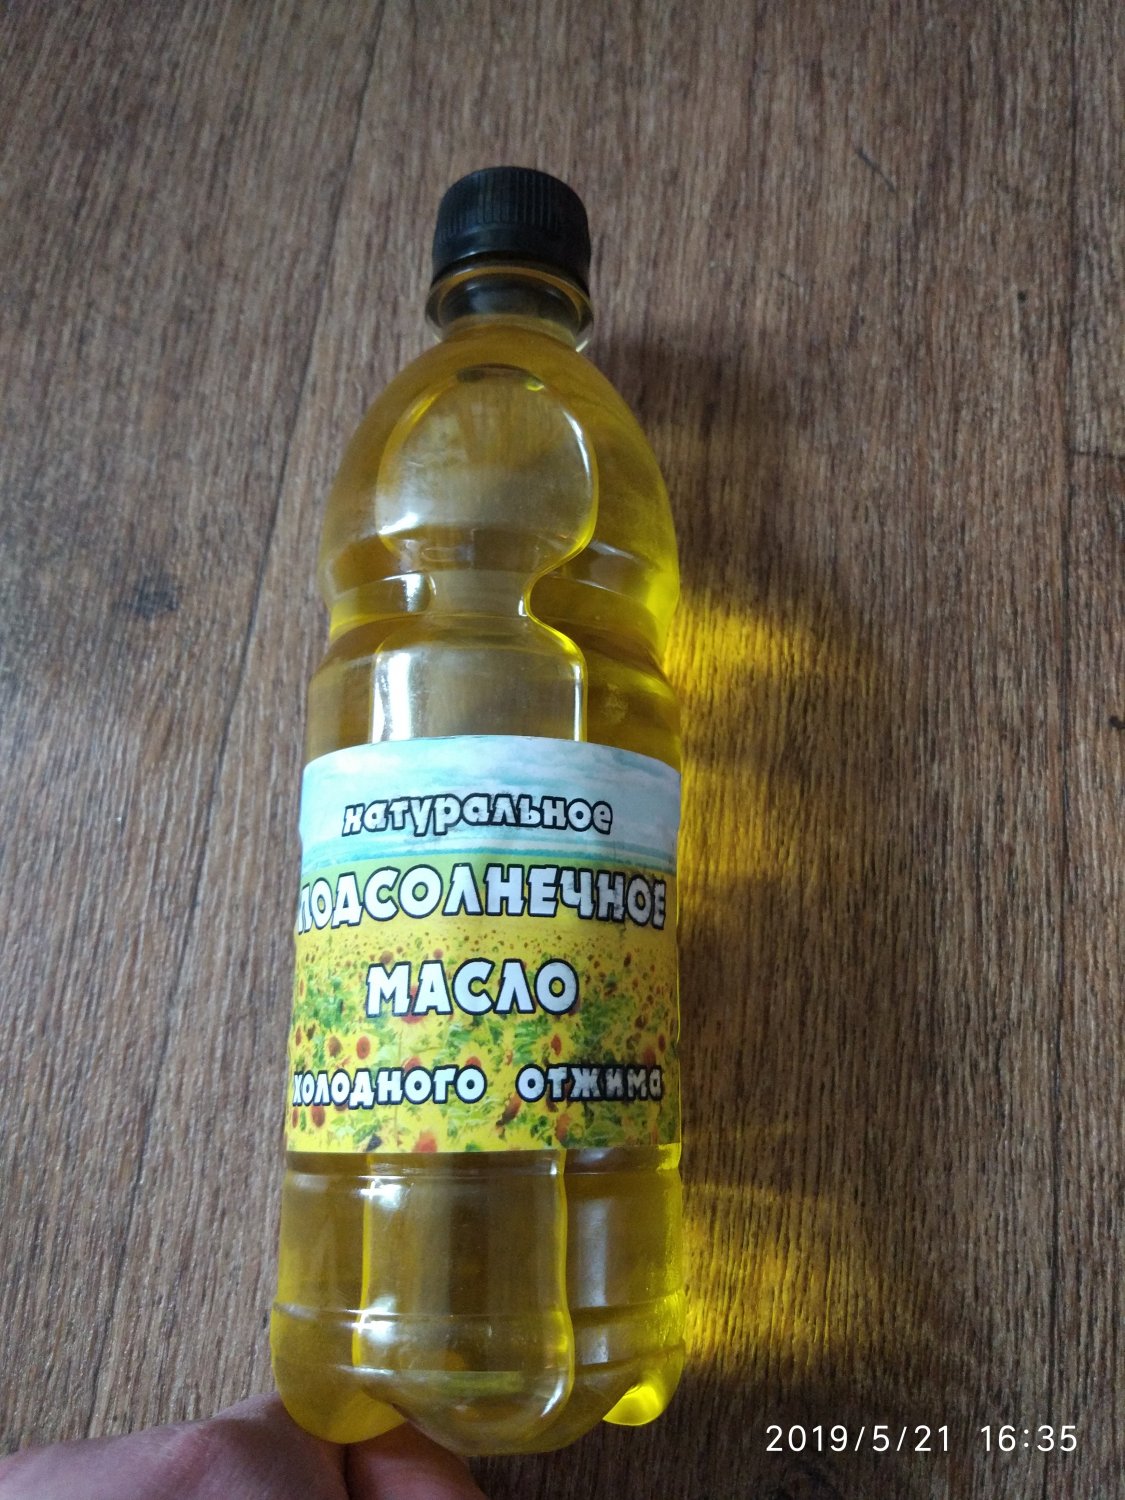 натуральное
ПОДСОЛНЕЧНОЕ
МАСЛО
холодного отжима
2019/5/21 16:35